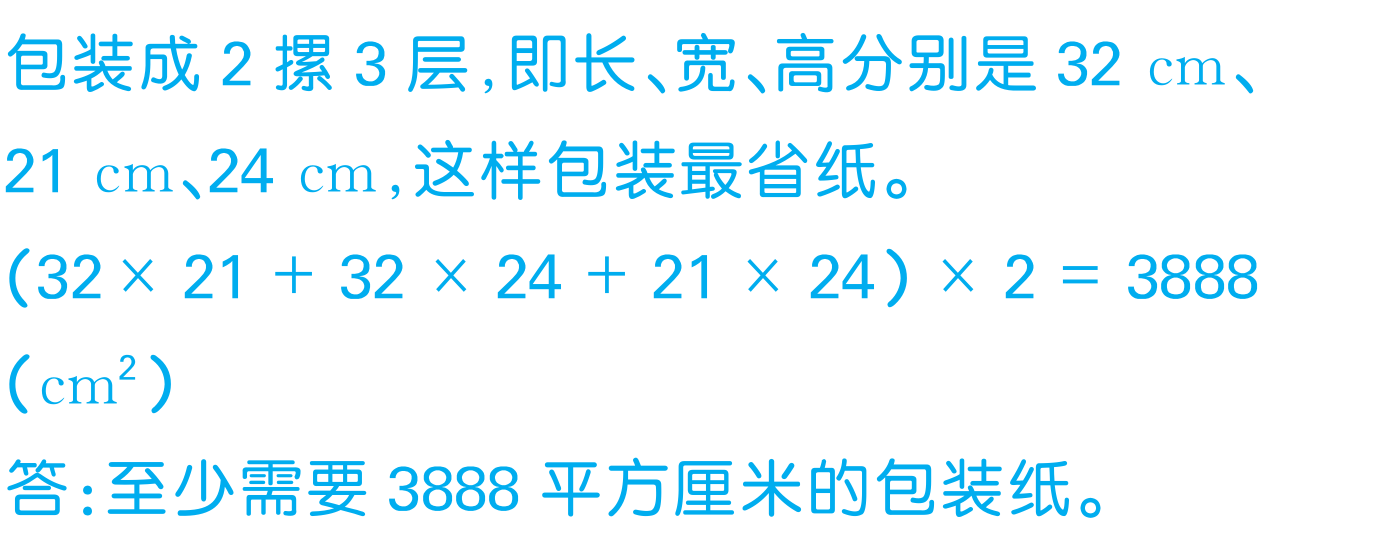 包装成 2 摞 3 层,即长、宽、高分别是 32 cm、
21 cm、24 cm,这样包装最省纸。
(32 × 21 + 32 × 24 + 21 × 24) × 2 = 3888
(cm²)
答:至少需要 3888 平方厘米的包装纸。